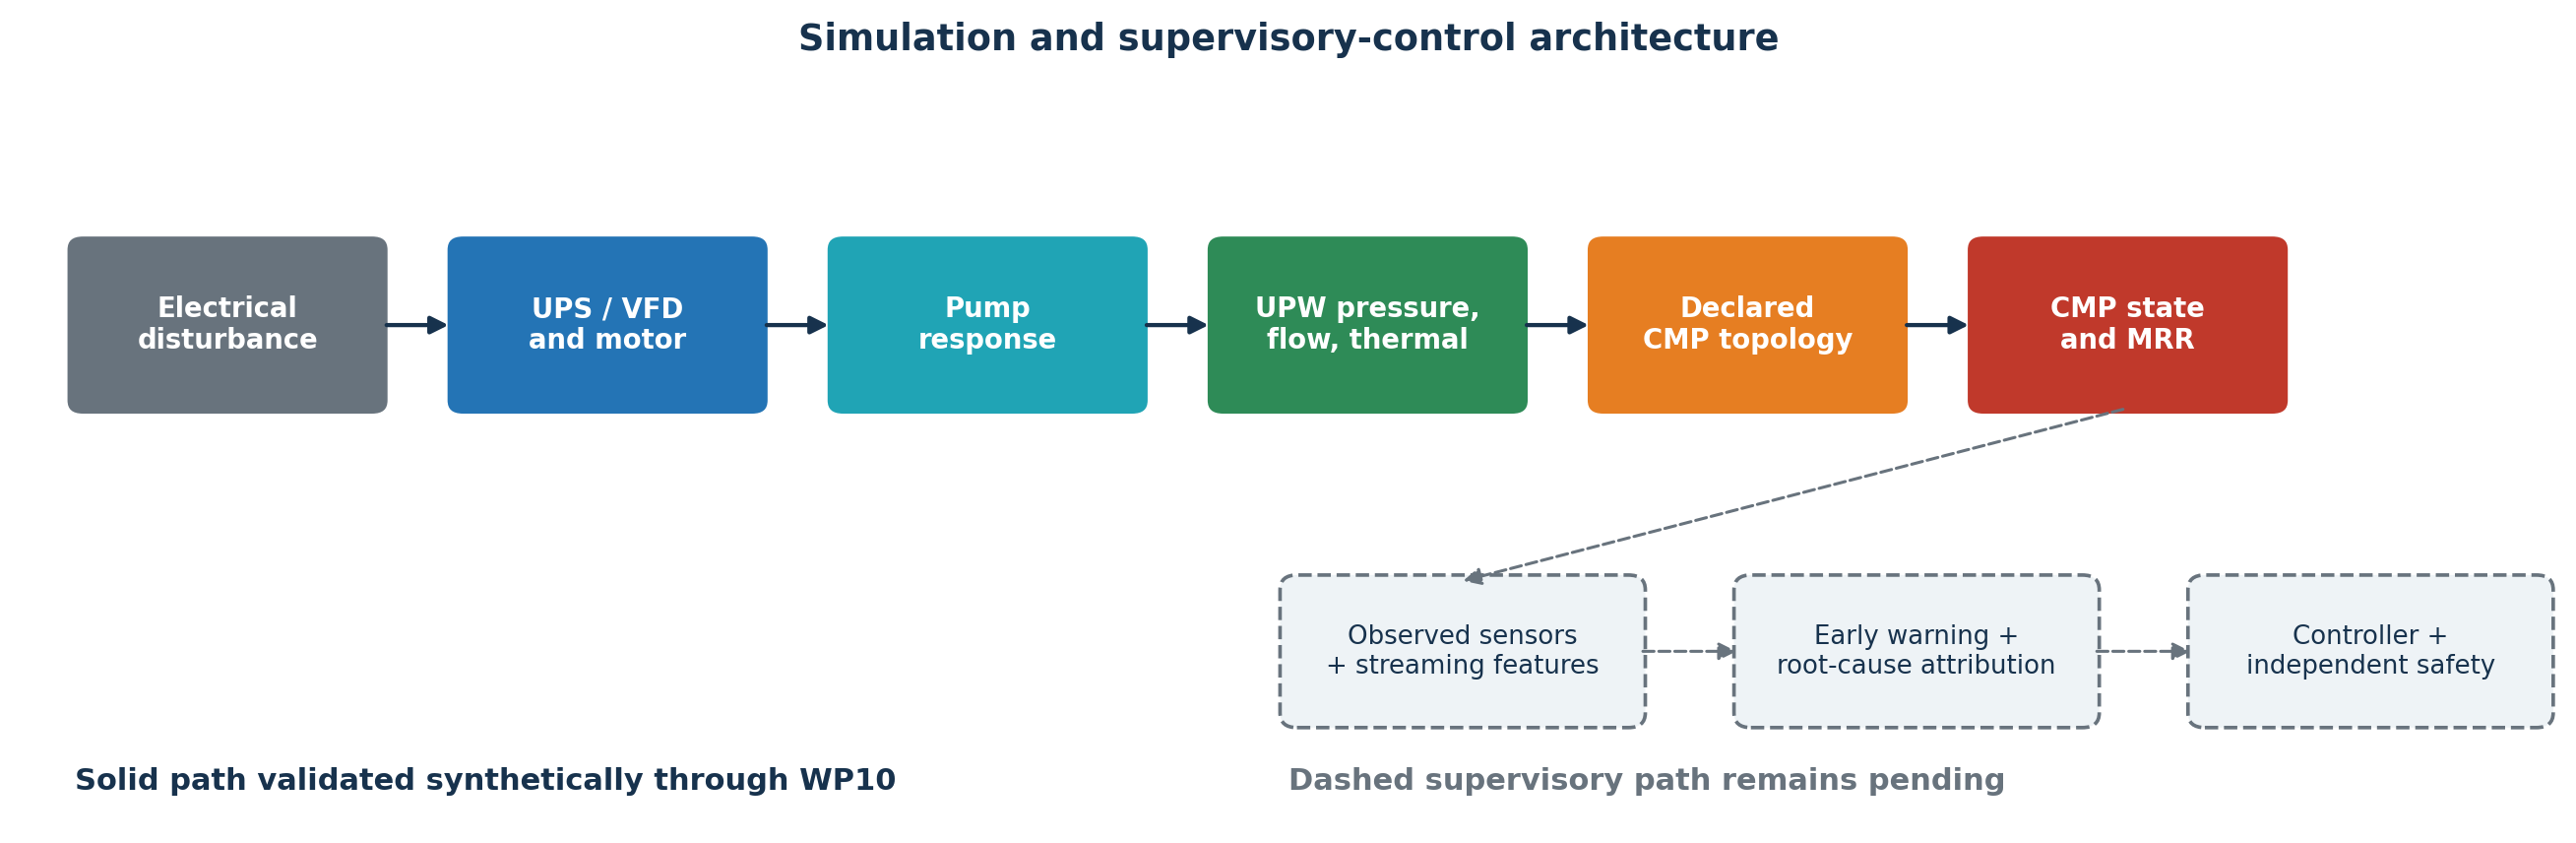 Simulation and supervisory-control architecture
Electrical
disturbance
UPS / VFD
and motor
Pump
response
UPW pressure,
flow, thermal
Declared
CMP topology
CMP state
and MRR
Observed sensors
+ streaming features
Early warning +
root-cause attribution
Controller +
independent safety
Solid path validated synthetically through WP10
Dashed supervisory path remains pending